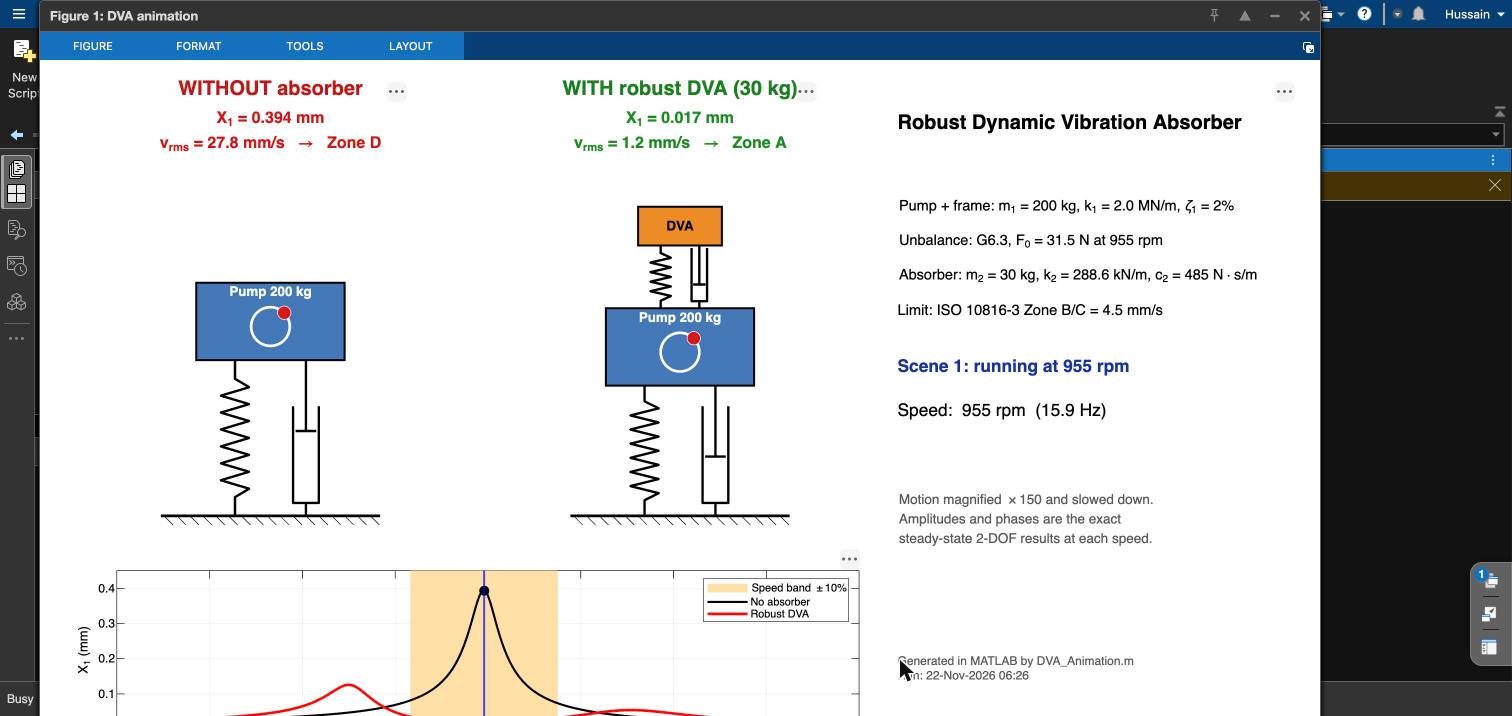 Figure 1: DVA animation
Hussain
FIGURE FORMAT TOOLS LAYOUT
New
Script
WITHOUT absorber
X₁ = 0.394 mm
vrms = 27.8 mm/s → Zone D
WITH robust DVA (30 kg)
X₁ = 0.017 mm
vrms = 1.2 mm/s → Zone A
Robust Dynamic Vibration Absorber
Pump + frame: m₁ = 200 kg, k₁ = 2.0 MN/m, ζ₁ = 2%
Unbalance: G6.3, F₀ = 31.5 N at 955 rpm
Absorber: m₂ = 30 kg, k₂ = 288.6 kN/m, c₂ = 485 N · s/m
Limit: ISO 10816-3 Zone B/C = 4.5 mm/s
Scene 1: running at 955 rpm
Speed: 955 rpm (15.9 Hz)
Motion magnified ×150 and slowed down.
Amplitudes and phases are the exact
steady-state 2-DOF results at each speed.
Generated in MATLAB by DVA_Animation.m
22-Nov-2026 06:26
Pump 200 kg
DVA
Pump 200 kg
X₁ (mm)
0.4
0.3
0.2
0.1
Speed band ±10%
No absorber
Robust DVA
1
Busy